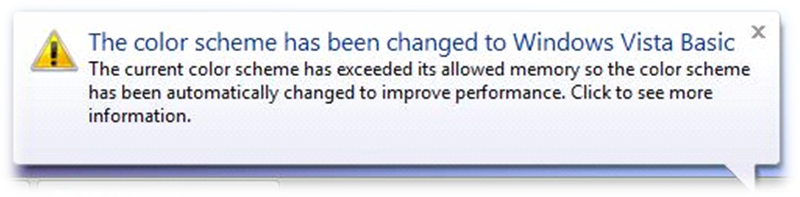 The color scheme has been changed to Windows Vista Basic
The current color scheme has exceeded its allowed memory so the color scheme
has been automatically changed to improve performance. Click to see more
information.